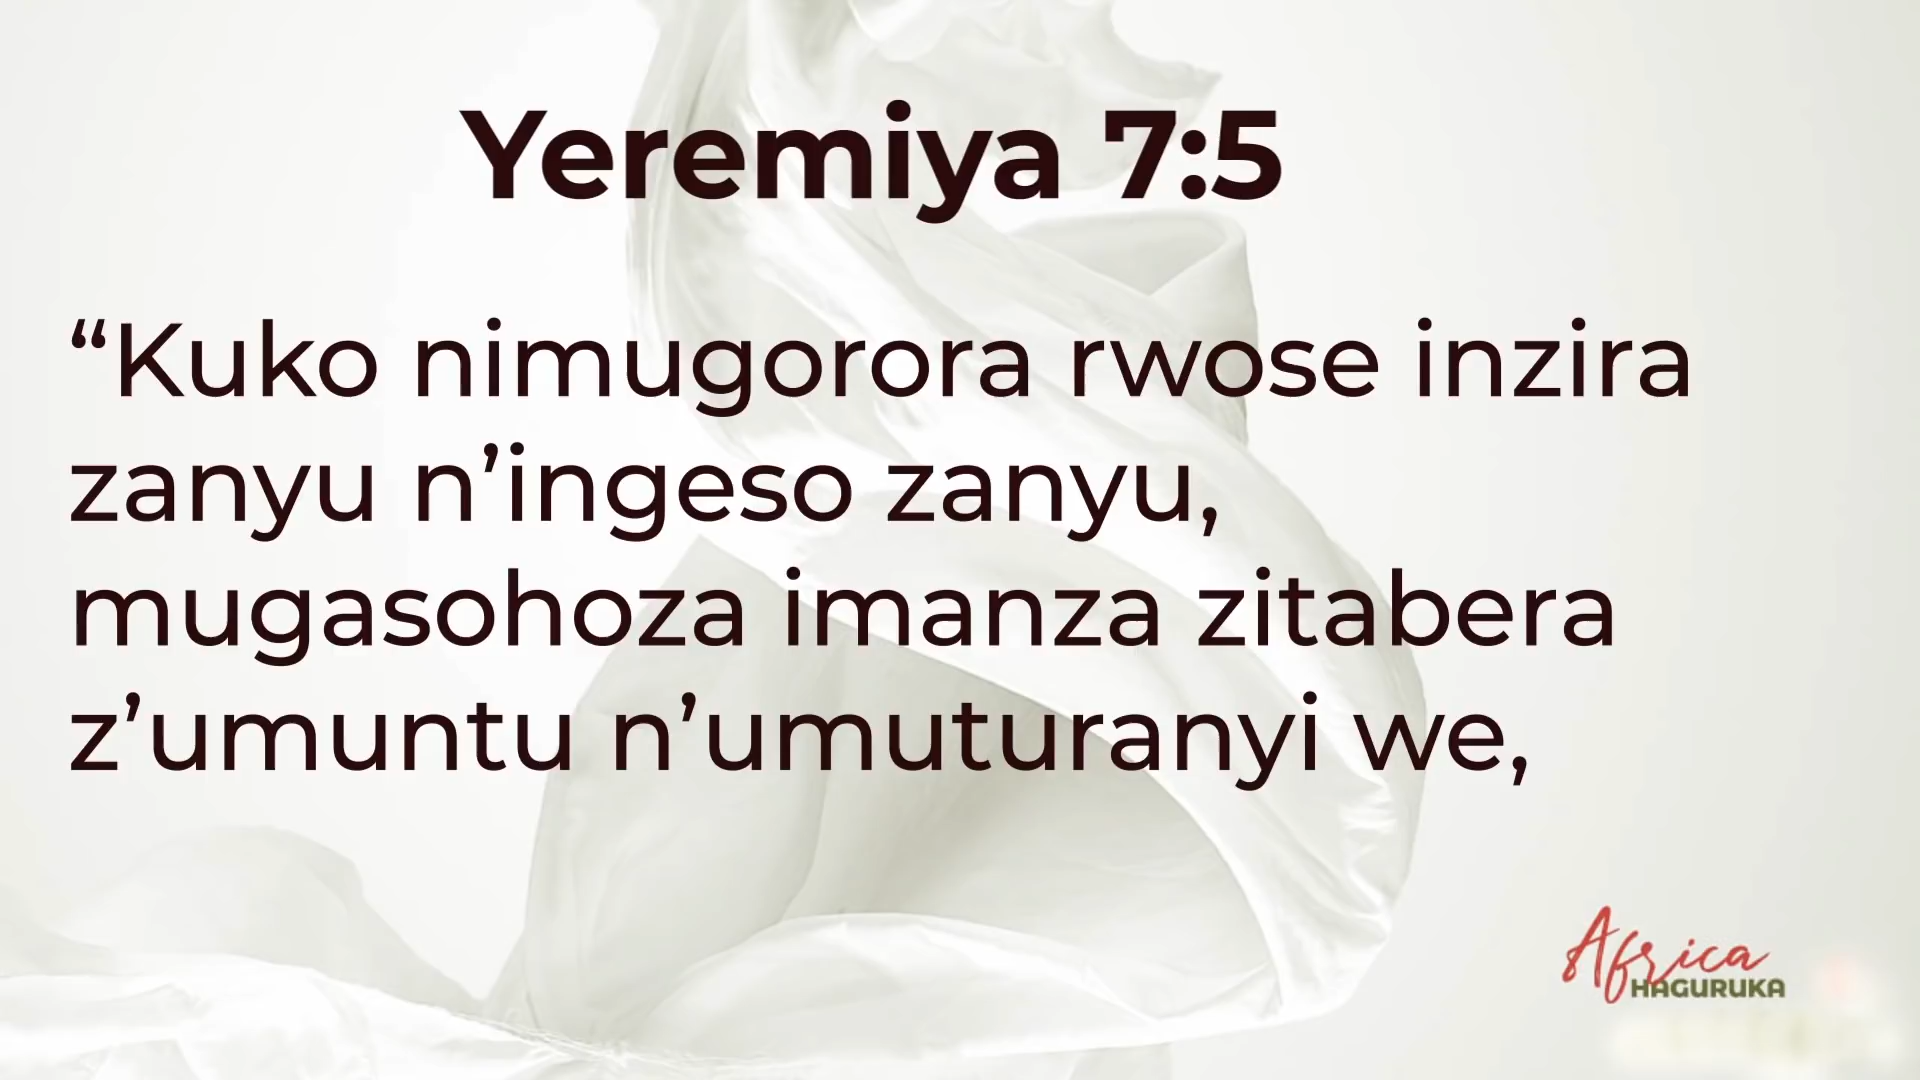 Yeremiya 7:5
“Kuko nimugorora rwose inzira
zanyu n’ingeso zanyu,
mugasohoza imanza zitabera
z’umuntu n’umuturanyi we,
Africa
HAGURUKA